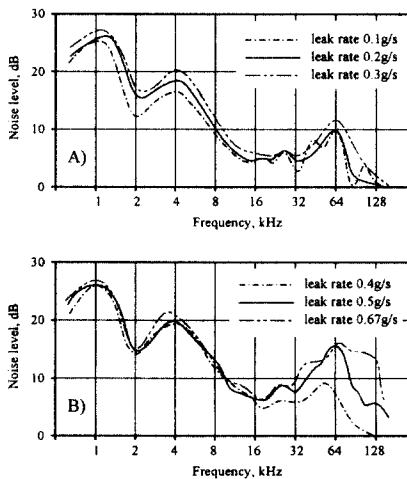 30
leak rate 0.1g/s
leak rate 0.2g/s
leak rate 0.3g/s
20
Noise level, dB
10
A)
0
1 2 4 8 16 32 64 128
Frequency, kHz
30
leak rate 0.4g/s
leak rate 0.5g/s
leak rate 0.67g/s
20
Noise level, dB
10
B)
0
1 2 4 8 16 32 64 128
Frequency, kHz